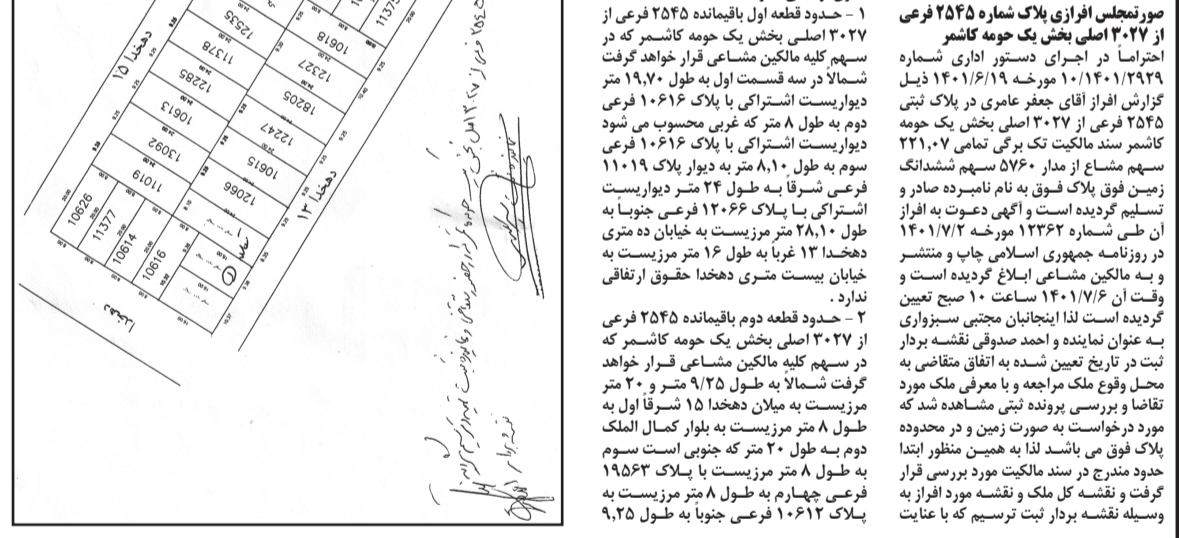 صورتمجلس افرازی پلاک شماره ۲۵۴۵ فرعی
از ۳۰۲۷ اصلی بخش یک حومه کاشمر
احتراماً در اجرای دستور اداری شماره
۱۰/۱۴۰۱/۲۹۲۹ مورخه ۱۴۰۱/۶/۱۹ ذیل
گزارش افراز آقای جعفر عامری در پلاک ثبتی
۲۵۴۵ فرعی از ۳۰۲۷ اصلی بخش یک حومه
کاشمر سند مالکیت تک برگی تمامی ۲۲۱,۰۷
سهم مشاع از مدار ۵۷۶۰ سهم ششدانگ
زمین فوق پلاک فوق به نام نامبرده صادر و
تسلیم گردیده است و آگهی دعوت به افراز
آن طی شماره ۱۲۳۶۲ مورخه ۱۴۰۱/۷/۲
در روزنامه جمهوری اسلامی چاپ و منتشر
و به مالکین مشاعی ابلاغ گردیده است و
وقت آن ۱۴۰۱/۷/۶ ساعت ۱۰ صبح تعیین
گردیده است لذا اینجانبان مجتبی سبزواری
به عنوان نماینده و احمد صدوقی نقشه بردار
ثبت در تاریخ تعیین شده به اتفاق متقاضی به
محل وقوع ملک مراجعه و با معرفی ملک مورد
تقاضا و بررسی پرونده ثبتی مشاهده شد که
مورد درخواست به صورت زمین و در محدوده
پلاک فوق می باشد لذا به همین منظور ابتدا
حدود مندرج در سند مالکیت مورد بررسی قرار
گرفت و نقشه کل ملک و نقشه مورد افراز به
وسیله نقشه بردار ثبت ترسیم که با عنایت
۱ – حدود قطعه اول باقیمانده ۲۵۴۵ فرعی از
۳۰۲۷ اصلی بخش یک حومه کاشمر که در
سهم کلیه مالکین مشاعی قرار خواهد گرفت
شمالاً در سه قسمت اول به طول ۱۹,۷۰ متر
دیواریست اشتراکی با پلاک ۱۰۶۱۶ فرعی
دوم به طول ۸ متر که غربی محسوب می شود
دیواریست اشتراکی با پلاک ۱۰۶۱۶ فرعی
سوم به طول ۸,۱۰ متر به دیوار پلاک ۱۱۰۱۹
فرعی شرقاً به طول ۲۴ متر دیواریست
اشتراکی با پلاک ۱۲۰۶۶ فرعی جنوباً به
طول ۲۸,۱۰ متر مرزیست به خیابان ده متری
دهخدا ۱۳ غرباً به طول ۱۶ متر مرزیست به
خیابان بیست متری دهخدا حقوق ارتفاقی
ندارد .
۲ – حدود قطعه دوم باقیمانده ۲۵۴۵ فرعی
از ۳۰۲۷ اصلی بخش یک حومه کاشمر که
در سهم کلیه مالکین مشاعی قرار خواهد
گرفت شمالاً به طول ۹/۲۵ متر و ۲۰ متر
مرزیست به میلان دهخدا ۱۵ شرقاً اول به
طول ۸ متر مرزیست به بلوار کمال الملک
دوم به طول ۲۰ متر که جنوبی است سوم
به طول ۸ متر مرزیست با پلاک ۱۹۵۶۳
فرعی چهارم به طول ۸ متر مرزیست به
پلاک ۱۰۶۱۲ فرعی جنوباً به طول ۹,۲۵
دهخدا ۱۵
12535
11378
12285
10613
13092
11019
10618
12327
18205
12247
10615
12066
10626
11377
10614
10616
دهخدا ۱۳
دهخدا